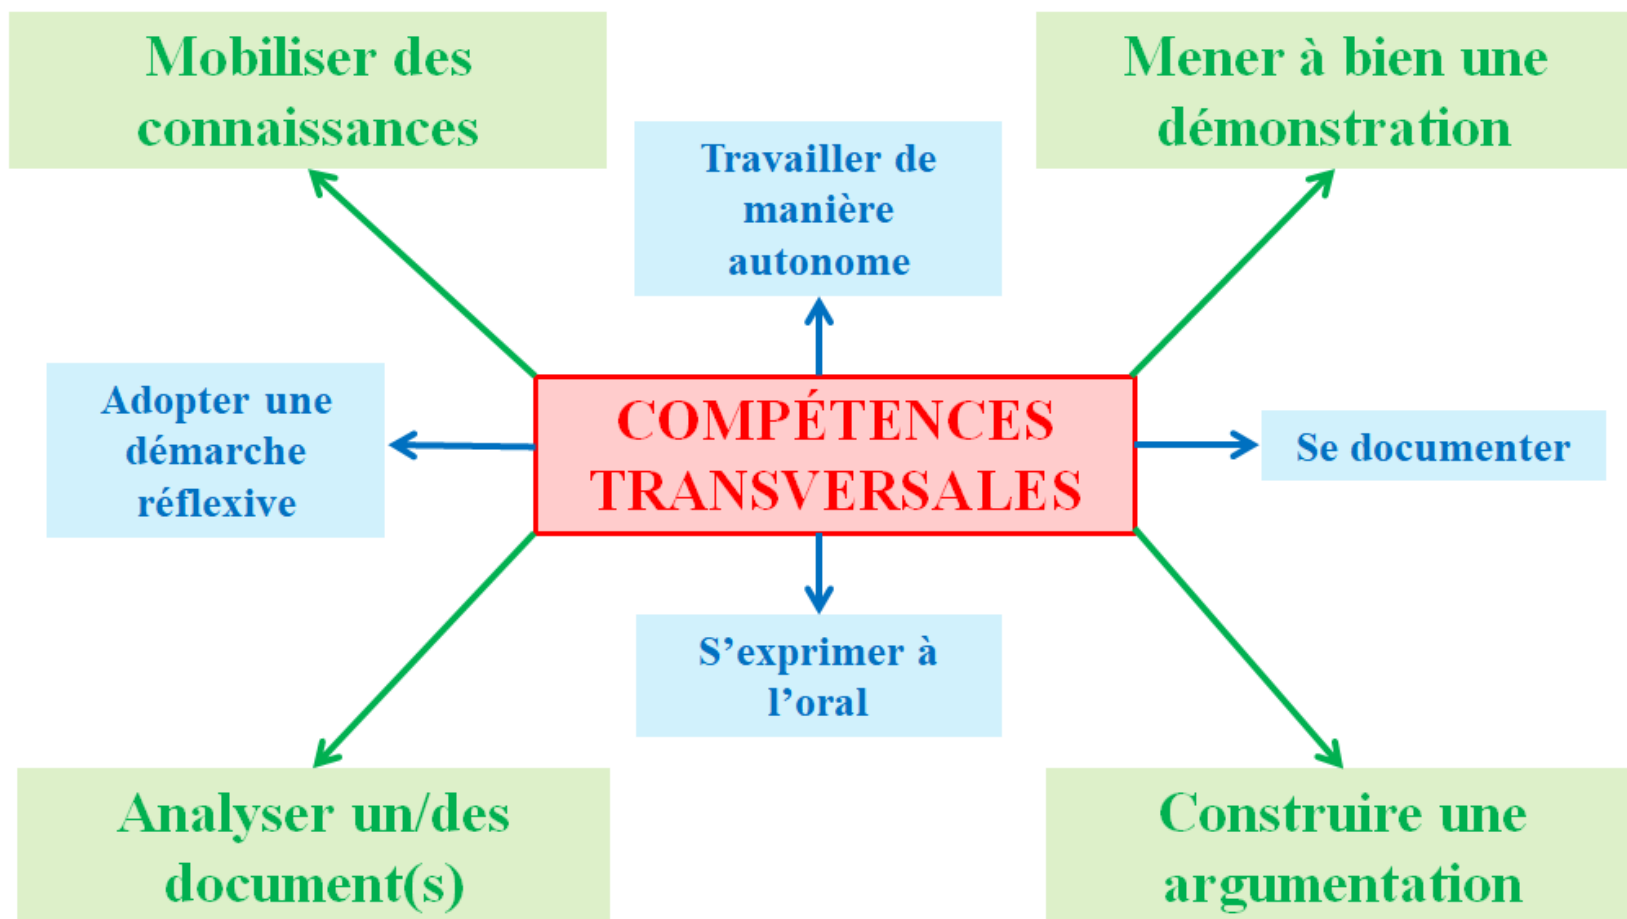 Mobiliser des
connaissances
Mener à bien une
démonstration
Travailler de
manière
autonome
Adopter une
démarche
réflexive
COMPÉTENCES
TRANSVERSALES
Se documenter
S’exprimer à
l’oral
Analyser un/des
document(s)
Construire une
argumentation